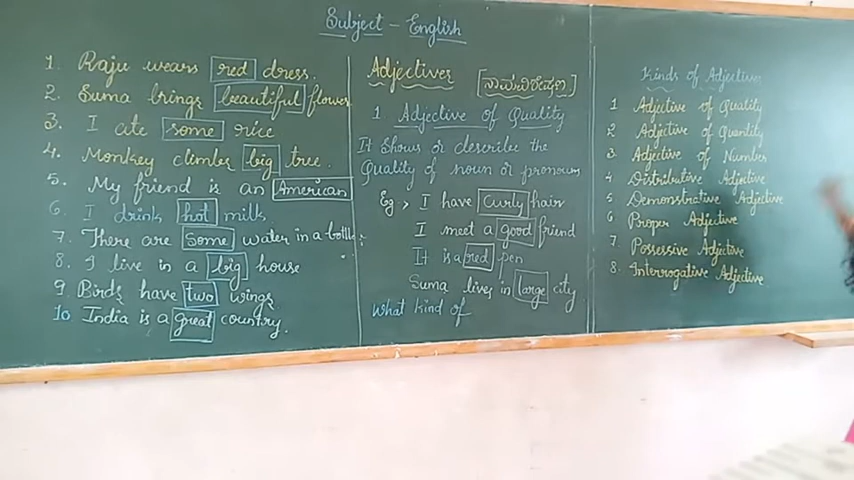 Subject - English
1. Raju wears red dress.
2. Suma brings beautiful flower
3. I ate some rice
4. Monkey climbes big tree.
5. My friend is an American
6. I drink hot milk
7. There are some water in a bottle.
8. I live in a big house
9 Birds have two wings
10 India is a great country.
Adjectives [ನಾಮವಿಶೇಷಣ]
1. Adjective of Quality
It Shows or describe the
Quality of noun or pronoun
Eg > I have curly hair
I meet a good friend
It is a red pen
Suma lives in large city
What kind of
Kinds of Adjectives
1 Adjective of Quality
2 Adjective of Quantity
3 Adjective of Number
4 Distributive Adjective
5 Demonstrative Adjective
6 Proper Adjective
7. Possessive Adjective
8. Interrogative Adjective